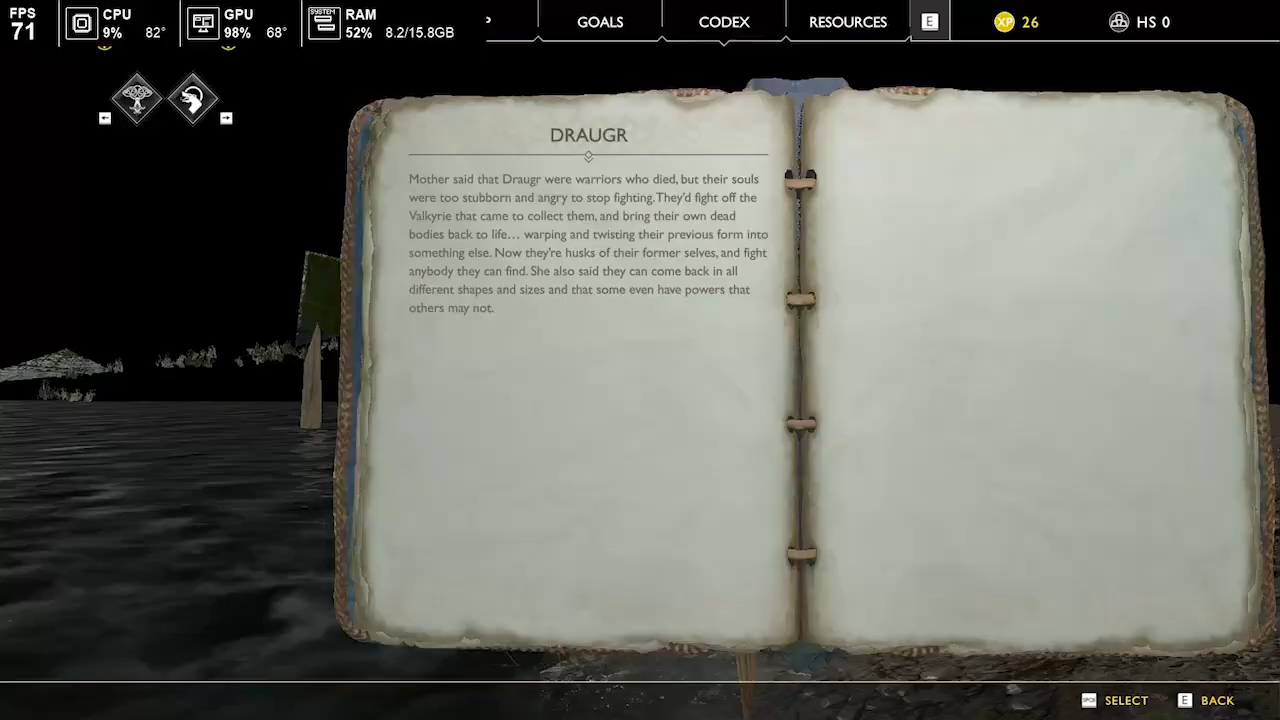 FPS
71
CPU
9% 82°
GPU
98% 68°
SYSTEM
RAM
52% 8.2/15.8GB
GOALS
CODEX
RESOURCES
E
XP 26
HS 0
DRAUGR
Mother said that Draugr were warriors who died, but their souls
were too stubborn and angry to stop fighting. They'd fight off the
Valkyrie that came to collect them, and bring their own dead
bodies back to life… warping and twisting their previous form into
something else. Now they're husks of their former selves, and fight
anybody they can find. She also said they can come back in all
different shapes and sizes and that some even have powers that
others may not.
SELECT
E BACK